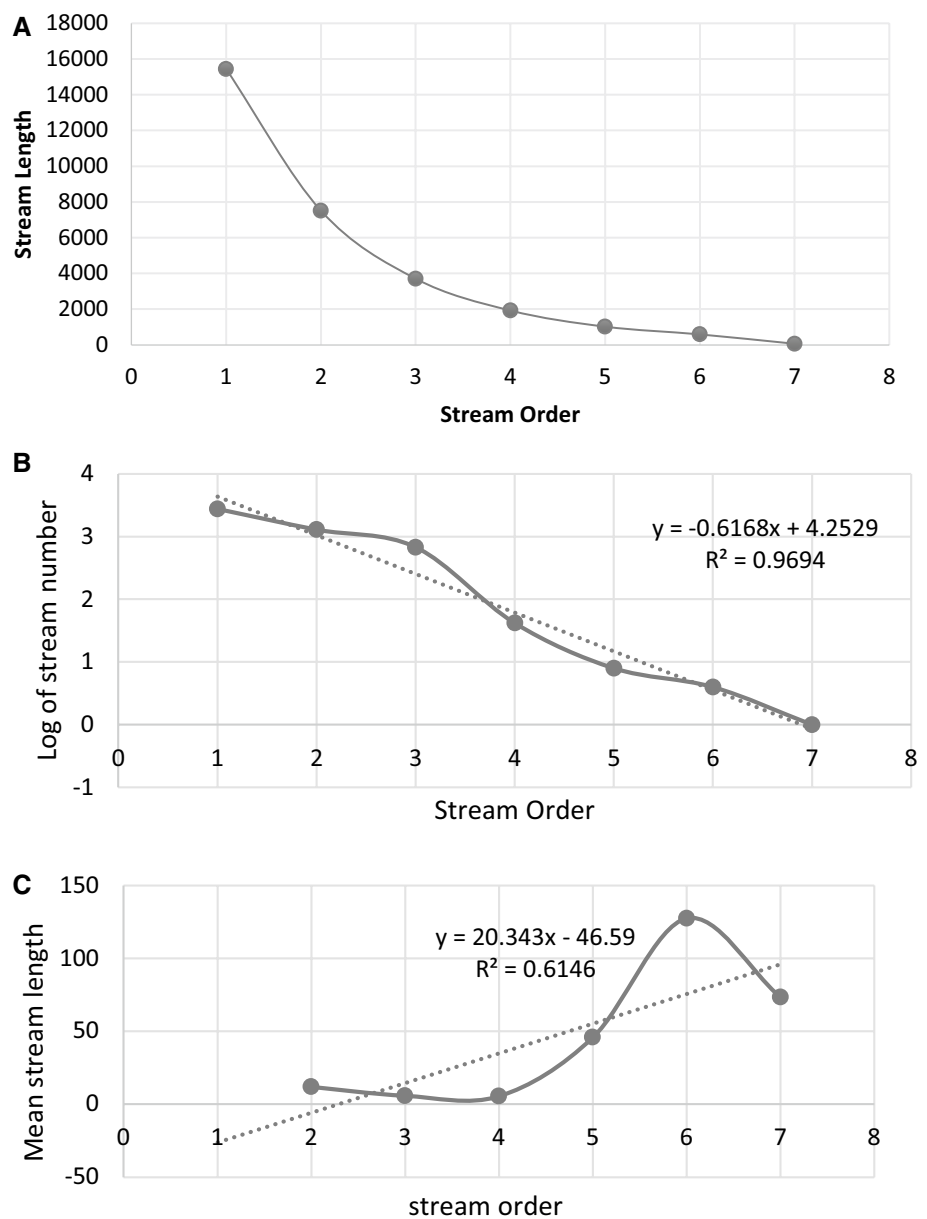 A
18000
16000
14000
12000
10000
8000
6000
4000
2000
0
Stream Length
0 1 2 3 4 5 6 7 8
Stream Order
B
4
3
2
1
0
-1
Log of stream number
y = -0.6168x + 4.2529
R² = 0.9694
0 1 2 3 4 5 6 7 8
Stream Order
C
150
100
50
0
-50
Mean stream length
y = 20.343x - 46.59
R² = 0.6146
0 1 2 3 4 5 6 7 8
stream order